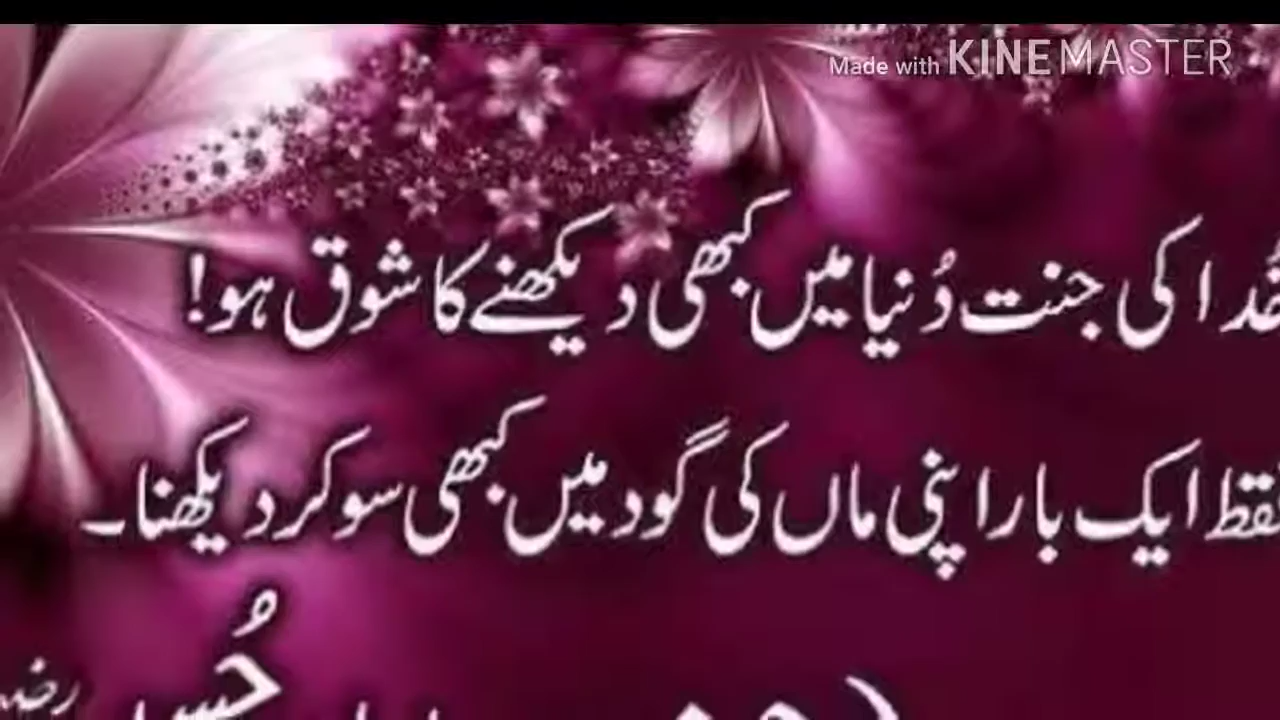 Made with KINEMASTER
خُدا کی جنت دُنیا میں کبھی دیکھنے کا شوق ہو!
فقط ایک بار اپنی ماں کی گود میں کبھی سو کر دیکھنا۔